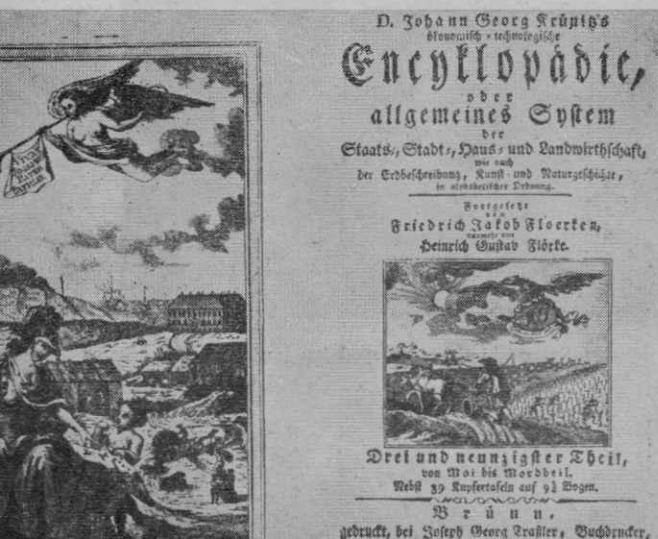 D. Johann Georg Krünitz's
ökonomisch - technologische
Encyklopädie,
oder
allgemeines System
der
Staats-, Stadt-, Haus- und Landwirthschaft,
wie auch
der Erdbeschreibung, Kunst- und Naturgeschichte,
in alphabetischer Ordnung.
Fortgesetzt
von
Friedrich Jakob Floerken,
nunmehr von
Heinrich Gustav Flörke.
Drei und neunzigster Theil,
von Moi bis Mordbeil.
Nebst 39 Kupfertafeln auf 9½ Bogen.
Brünn,
gedruckt, bei Joseph Georg Traßler, Buchdrucker,